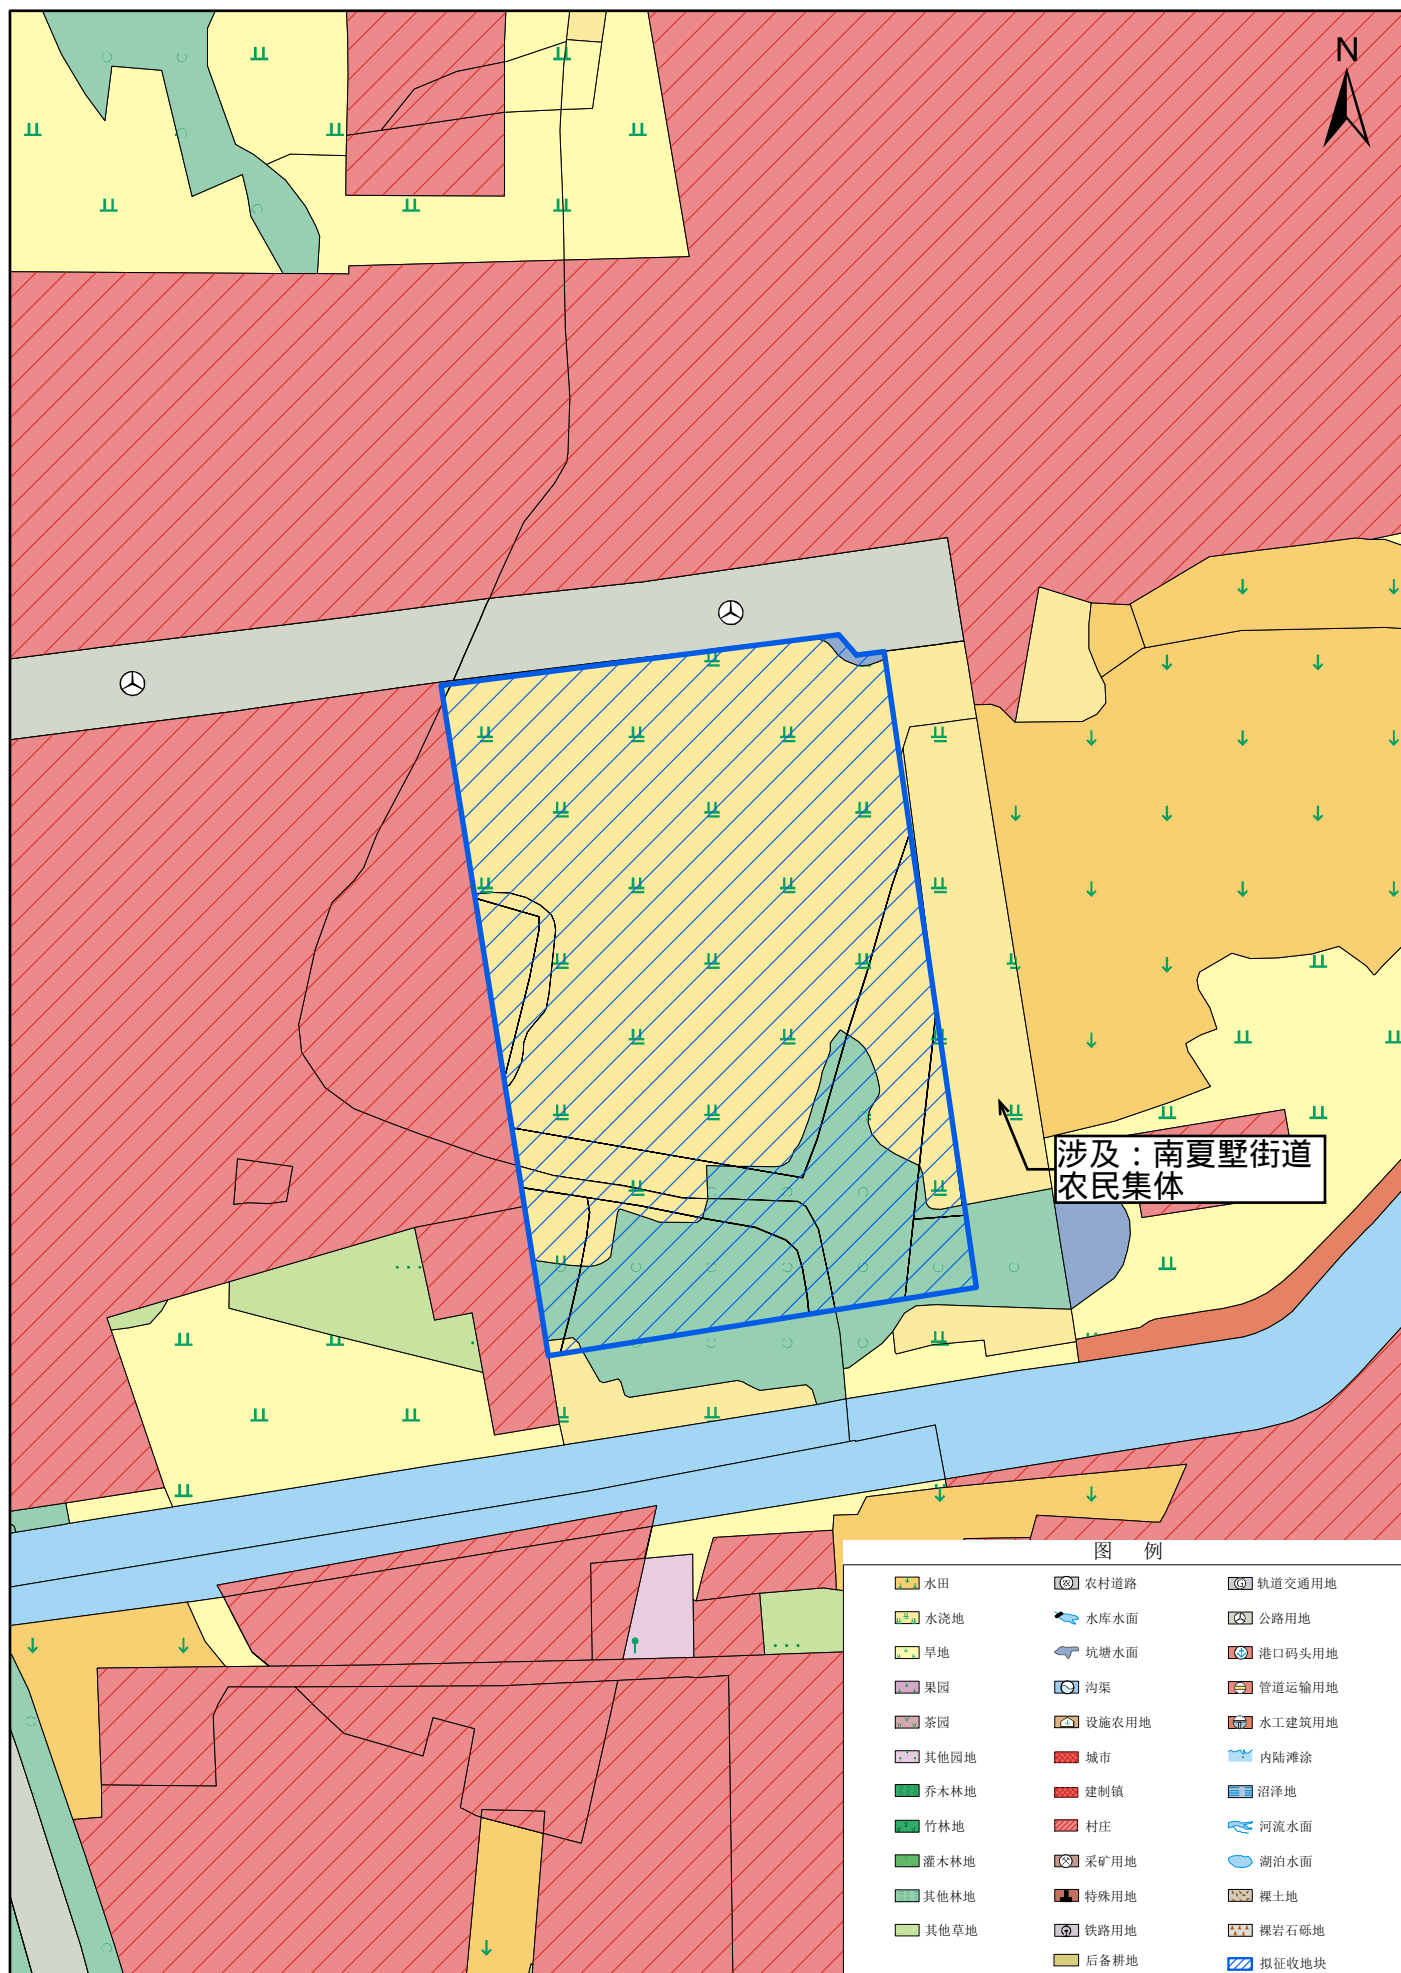 N
涉及：南夏墅街道
农民集体
图 例
水田 农村道路 轨道交通用地
水浇地 水库水面 公路用地
旱地 坑塘水面 港口码头用地
果园 沟渠 管道运输用地
茶园 设施农用地 水工建筑用地
其他园地 城市 内陆滩涂
乔木林地 建制镇 沼泽地
竹林地 村庄 河流水面
灌木林地 采矿用地 湖泊水面
其他林地 特殊用地 裸土地
其他草地 铁路用地 裸岩石砾地
后备耕地 拟征收地块